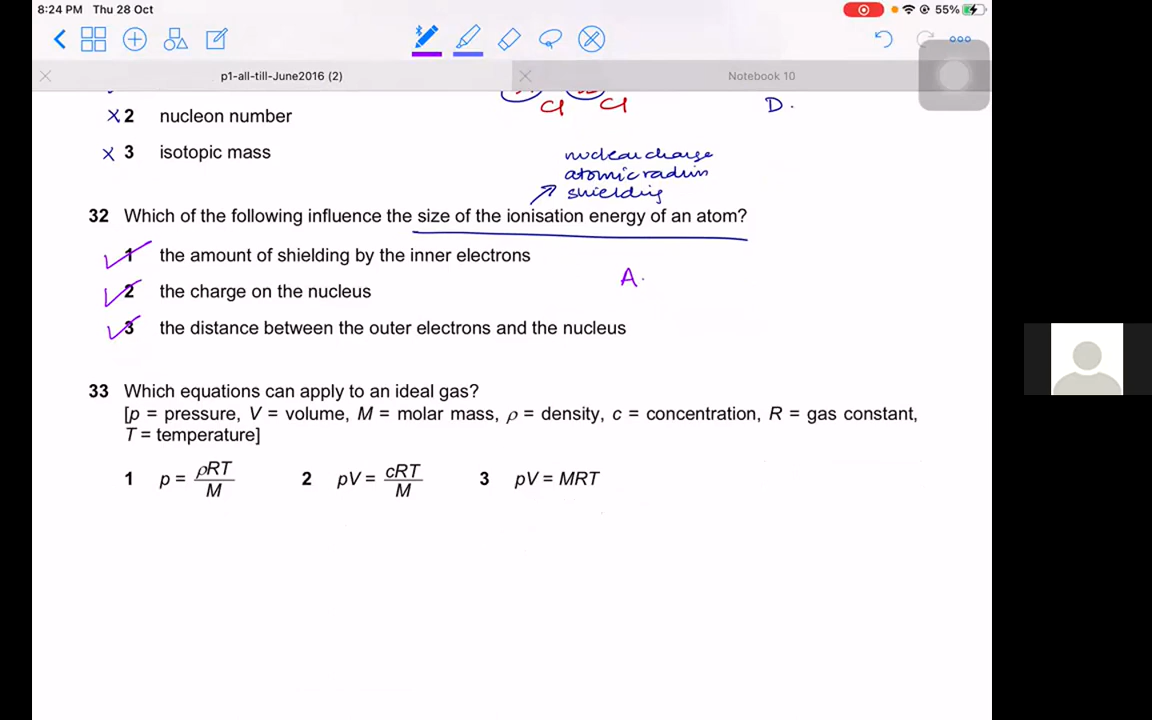 8:24 PM Thu 28 Oct
55%
p1-all-till-June2016 (2)
Notebook 10
Cl Cl
D.
X 2 nucleon number
X 3 isotopic mass
nuclear charge
atomic radius
shielding
32 Which of the following influence the size of the ionisation energy of an atom?
1 the amount of shielding by the inner electrons
A.
2 the charge on the nucleus
3 the distance between the outer electrons and the nucleus
33 Which equations can apply to an ideal gas?
[p = pressure, V = volume, M = molar mass, ρ = density, c = concentration, R = gas constant,
T = temperature]
1 p = ρRT/M 2 pV = cRT/M 3 pV = MRT